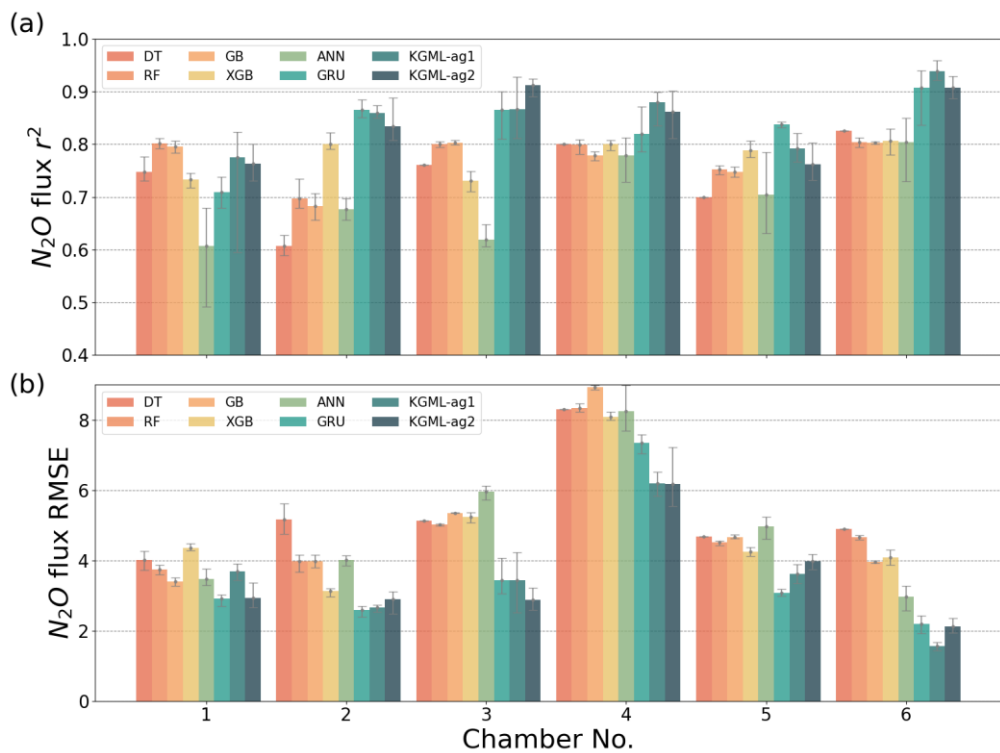 (a)
N₂O flux r²
1.0
0.9
0.8
0.7
0.6
0.5
0.4
DT GB ANN KGML-ag1
RF XGB GRU KGML-ag2
(b)
N₂O flux RMSE
8
6
4
2
0
DT GB ANN KGML-ag1
RF XGB GRU KGML-ag2
1 2 3 4 5 6
Chamber No.